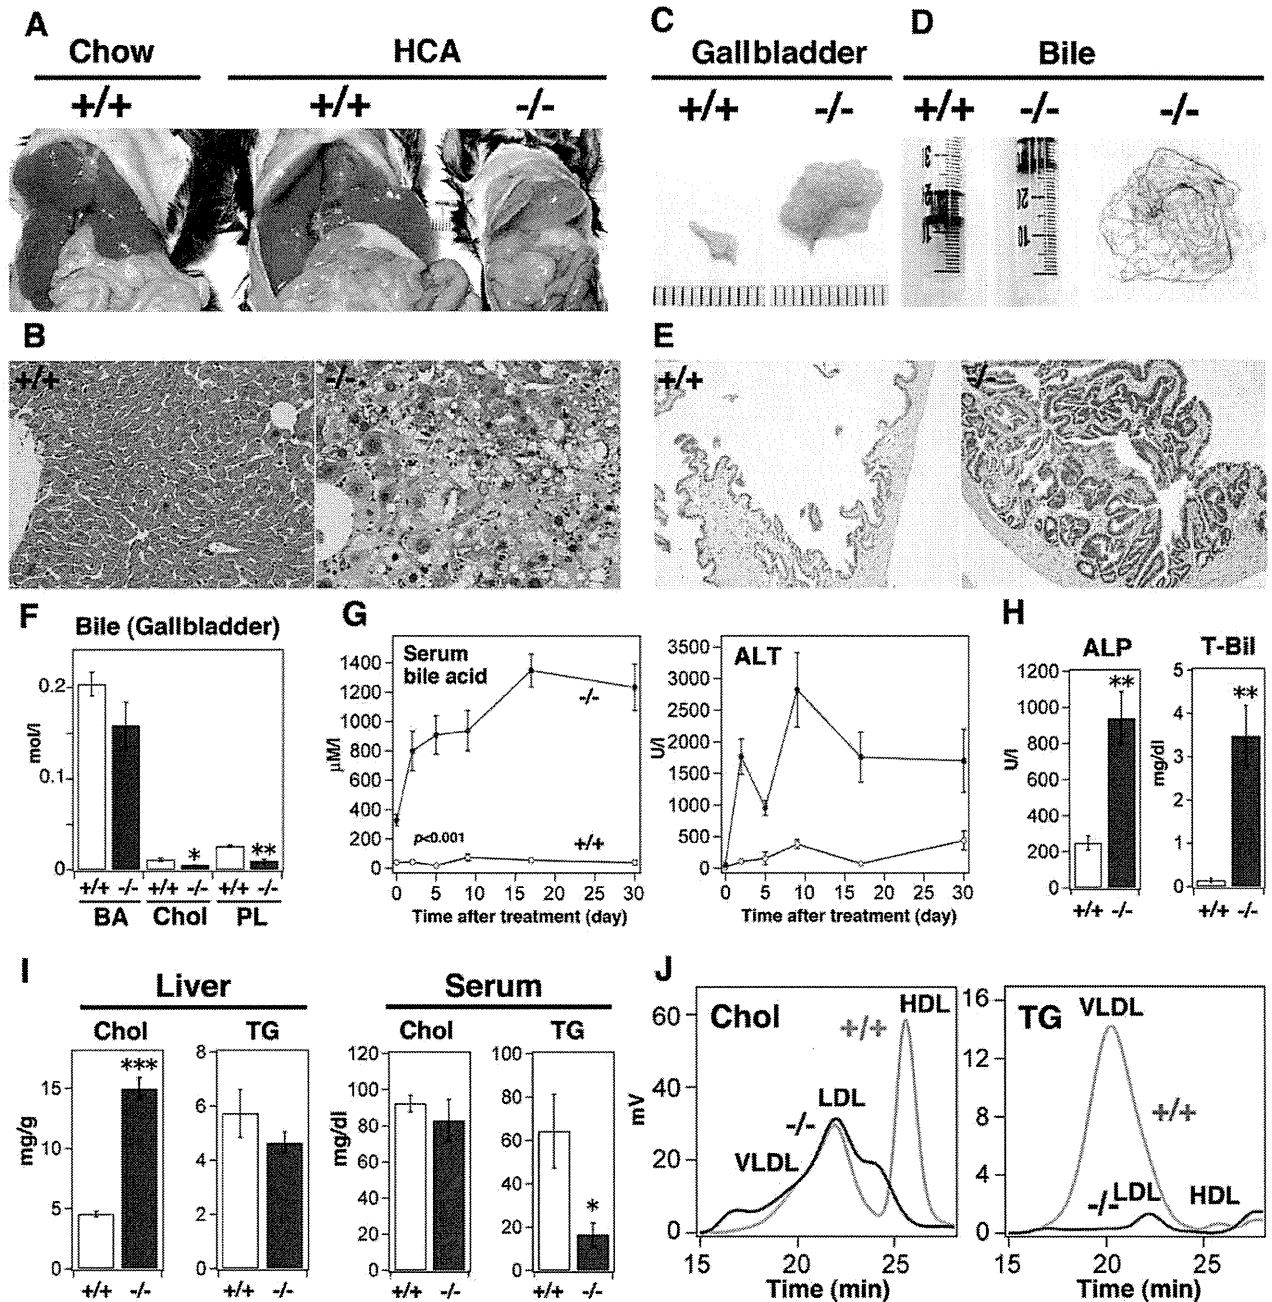 A
Chow
HCA
+/+
+/+
-/-
C
Gallbladder
+/+
-/-
D
Bile
+/+
-/-
-/-
20
10
B
+/+
-/-
E
+/+
-/-
F
Bile (Gallbladder)
mol/l
0.2
0.1
0
*
**
+/+ -/- +/+ -/- +/+ -/-
BA Chol PL
G
Serum
bile acid
µM/l
1400
1200
1000
800
600
400
200
0
-/-
p<0.001
+/+
0 5 10 15 20 25 30
Time after treatment (day)
ALT
U/l
3500
3000
2500
2000
1500
1000
500
0
0 5 10 15 20 25 30
Time after treatment (day)
H
ALP
U/l
1200
1000
800
600
400
200
0
**
+/+ -/-
T-Bil
mg/dl
5
4
3
2
1
0
**
+/+ -/-
I
Liver
Chol
mg/g
15
10
5
0
***
+/+ -/-
TG
8
6
4
2
0
+/+ -/-
Serum
Chol
mg/dl
120
100
80
60
40
20
0
+/+ -/-
TG
100
80
60
40
20
0
*
+/+ -/-
J
Chol
mV
60
40
20
0
+/+
HDL
LDL
-/-
VLDL
15 20 25
Time (min)
TG
16
12
8
4
0
VLDL
+/+
-/-
LDL
HDL
15 20 25
Time (min)